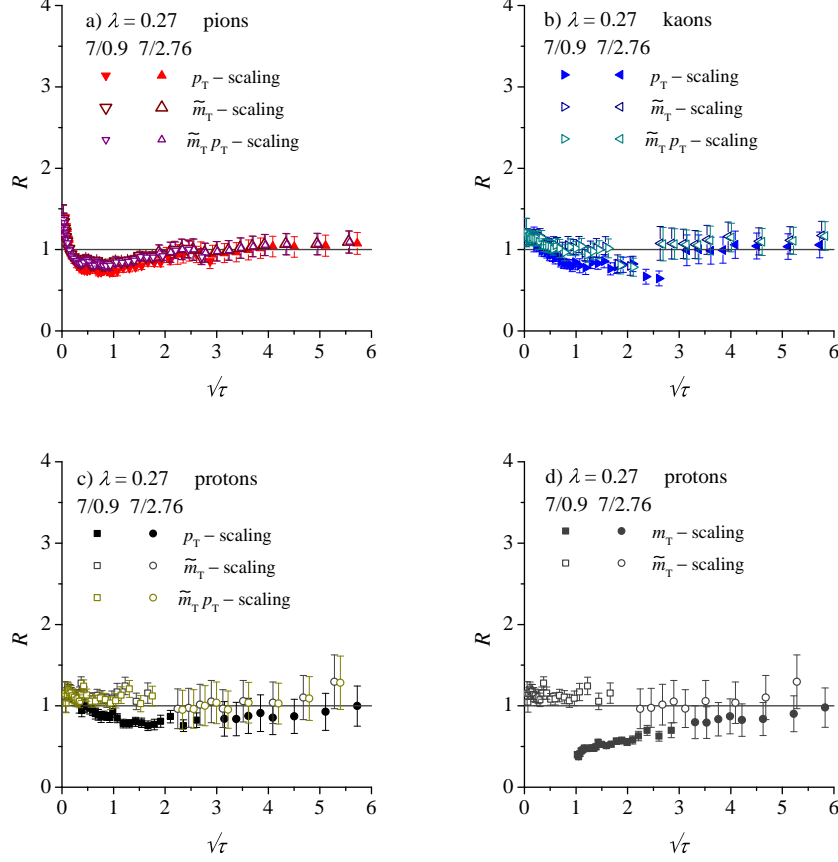 a) λ = 0.27 pions
7/0.9 7/2.76
p_T – scaling
m̃_T – scaling
m̃_T p_T – scaling
R
4
3
2
1
0
0 1 2 3 4 5 6
√τ
b) λ = 0.27 kaons
7/0.9 7/2.76
p_T – scaling
m̃_T – scaling
m̃_T p_T – scaling
R
4
3
2
1
0
0 1 2 3 4 5 6
√τ
c) λ = 0.27 protons
7/0.9 7/2.76
p_T – scaling
m̃_T – scaling
m̃_T p_T – scaling
R
4
3
2
1
0
0 1 2 3 4 5 6
√τ
d) λ = 0.27 protons
7/0.9 7/2.76
m_T – scaling
m̃_T – scaling
R
4
3
2
1
0
0 1 2 3 4 5 6
√τ